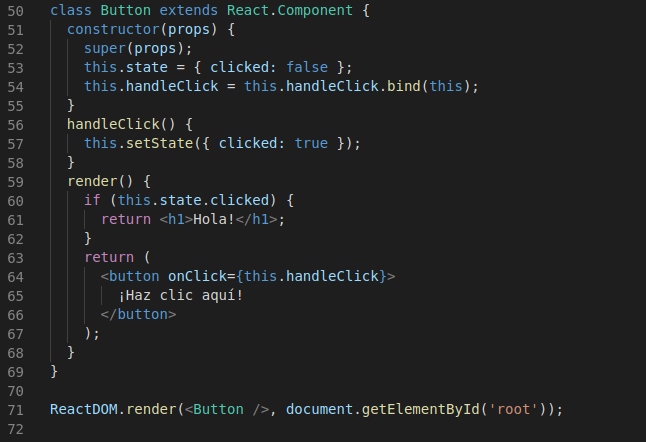 50 class Button extends React.Component {
51   constructor(props) {
52     super(props);
53     this.state = { clicked: false };
54     this.handleClick = this.handleClick.bind(this);
55   }
56   handleClick() {
57     this.setState({ clicked: true });
58   }
59   render() {
60     if (this.state.clicked) {
61       return <h1>Hola!</h1>;
62     }
63     return (
64       <button onClick={this.handleClick}>
65         ¡Haz clic aquí!
66       </button>
67     );
68   }
69 }
70
71 ReactDOM.render(<Button />, document.getElementById('root'));
72